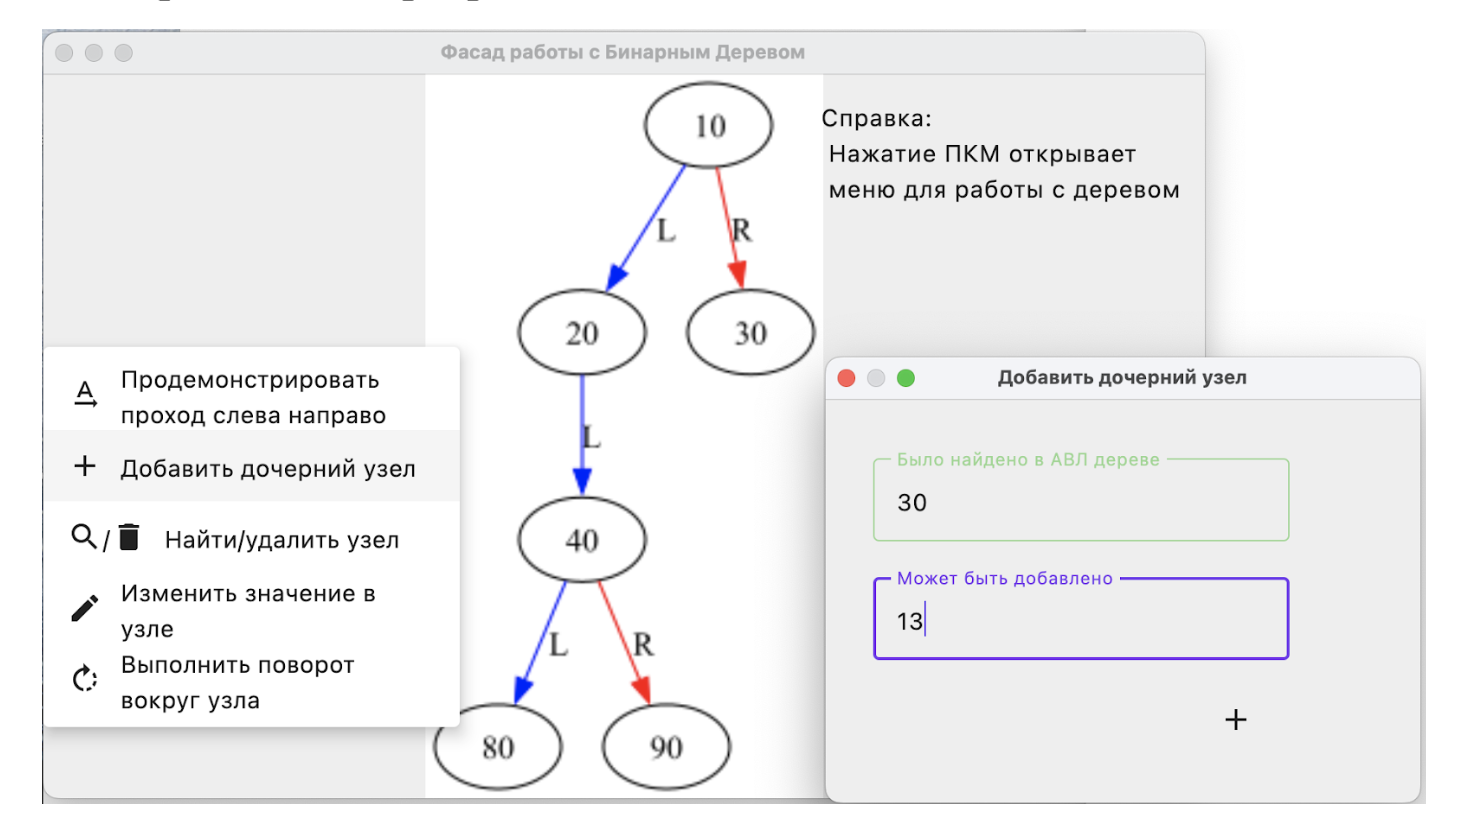 Фасад работы с Бинарным Деревом
10
Справка:
Нажатие ПКМ открывает
меню для работы с деревом
L
R
20
30
Продемонстрировать
проход слева направо
Добавить дочерний узел
/
Найти/удалить узел
Изменить значение в
узле
Выполнить поворот
вокруг узла
L
40
L
R
80
90
Добавить дочерний узел
Было найдено в АВЛ дереве
30
Может быть добавлено
13
+